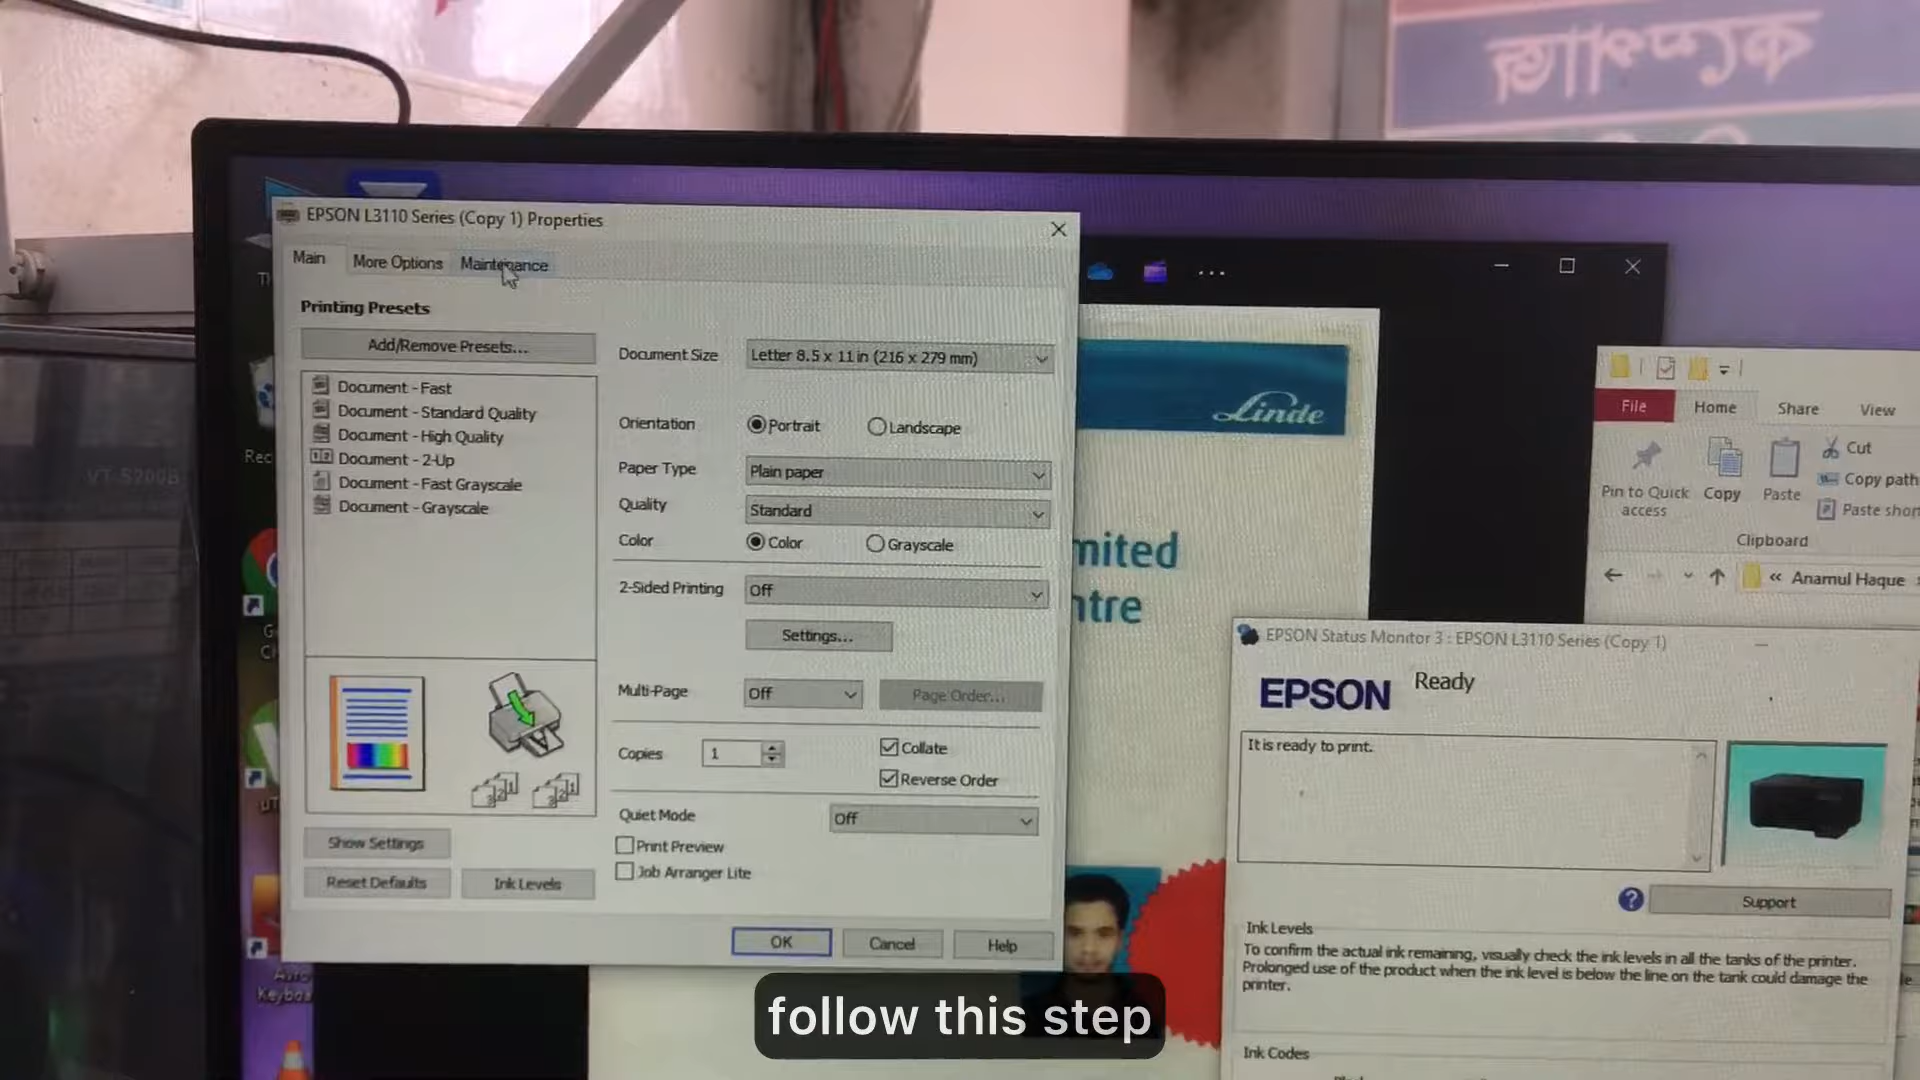 EPSON L3110 Series (Copy 1) Properties
Main
More Options
Maintenance
Printing Presets
Add/Remove Presets...
Document - Fast
Document - Standard Quality
Document - High Quality
Document - 2-Up
Document - Fast Grayscale
Document - Grayscale
Show Settings
Reset Defaults
Ink Levels
Document Size
Letter 8.5 x 11 in (216 x 279 mm)
Orientation
Portrait
Landscape
Paper Type
Plain paper
Quality
Standard
Color
Color
Grayscale
2-Sided Printing
Off
Settings...
Multi-Page
Off
Page Order...
Copies
1
Collate
Reverse Order
Quiet Mode
Off
Print Preview
Job Arranger Lite
OK
Cancel
Help
Linde
mited
ntre
File
Home
Share
View
Pin to Quick
access
Copy
Paste
Cut
Copy path
Paste shor
Clipboard
« Anamul Haque
EPSON Status Monitor 3 : EPSON L3110 Series (Copy 1)
EPSON
Ready
It is ready to print.
Support
Ink Levels
To confirm the actual ink remaining, visually check the ink levels in all the tanks of the printer.
Prolonged use of the product when the ink level is below the line on the tank could damage the
printer.
Ink Codes
VT-S200B
follow this step